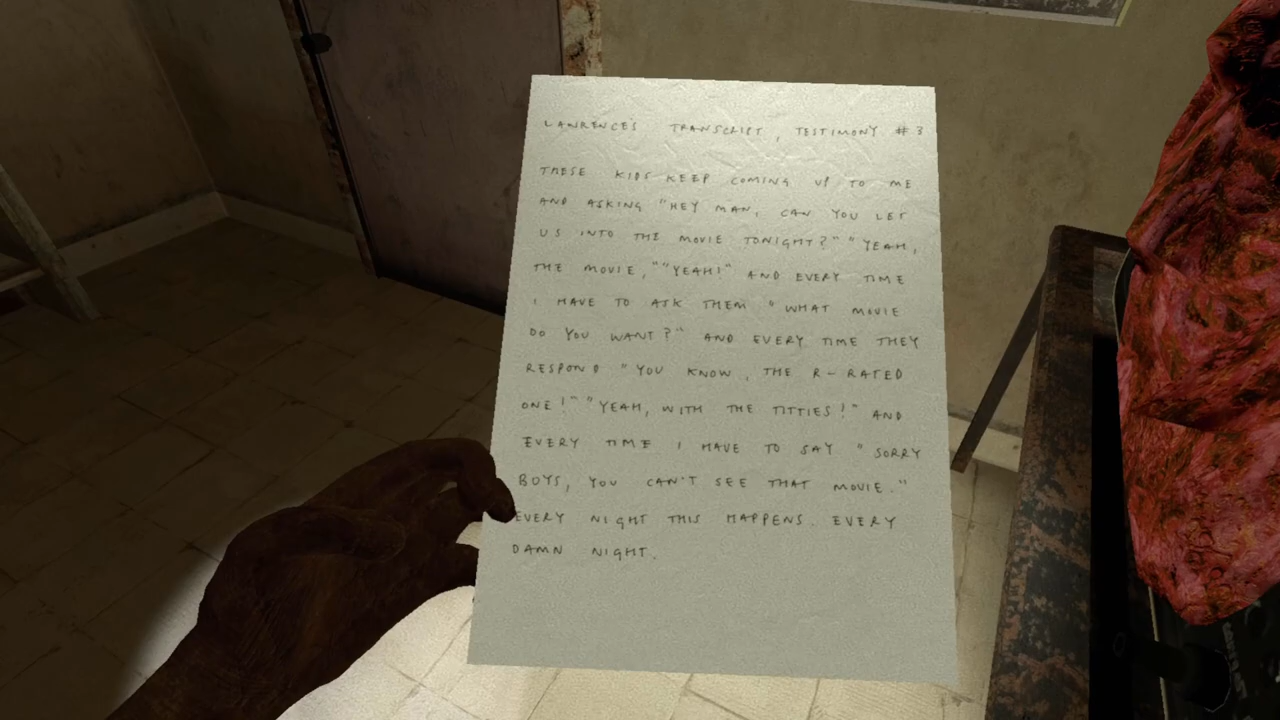 LAWRENCE'S TRANSCRIPT, TESTIMONY #3
THESE KIDS KEEP COMING UP TO ME
AND ASKING "HEY MAN, CAN YOU LET
US INTO THE MOVIE TONIGHT?" "YEAH,
THE MOVIE," "YEAH!" AND EVERY TIME
I HAVE TO ASK THEM "WHAT MOVIE
DO YOU WANT?" AND EVERY TIME THEY
RESPOND "YOU KNOW, THE R-RATED
ONE!" "YEAH, WITH THE TITTIES!" AND
EVERY TIME I HAVE TO SAY "SORRY
BOYS, YOU CAN'T SEE THAT MOVIE."
EVERY NIGHT THIS HAPPENS. EVERY
DAMN NIGHT.